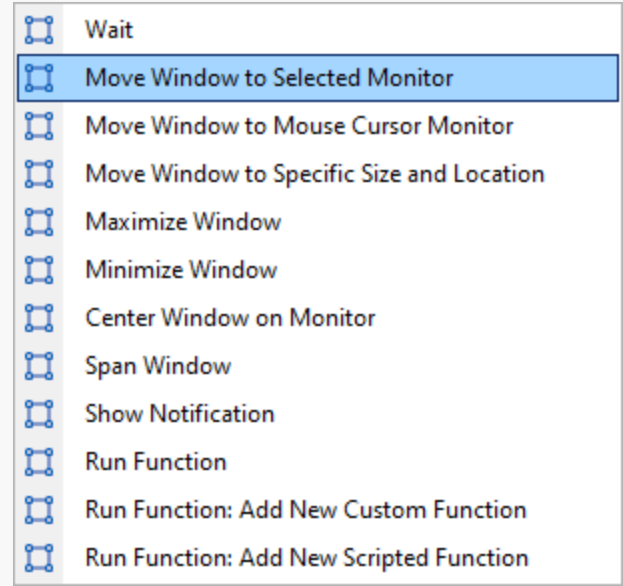 Wait
Move Window to Selected Monitor
Move Window to Mouse Cursor Monitor
Move Window to Specific Size and Location
Maximize Window
Minimize Window
Center Window on Monitor
Span Window
Show Notification
Run Function
Run Function: Add New Custom Function
Run Function: Add New Scripted Function